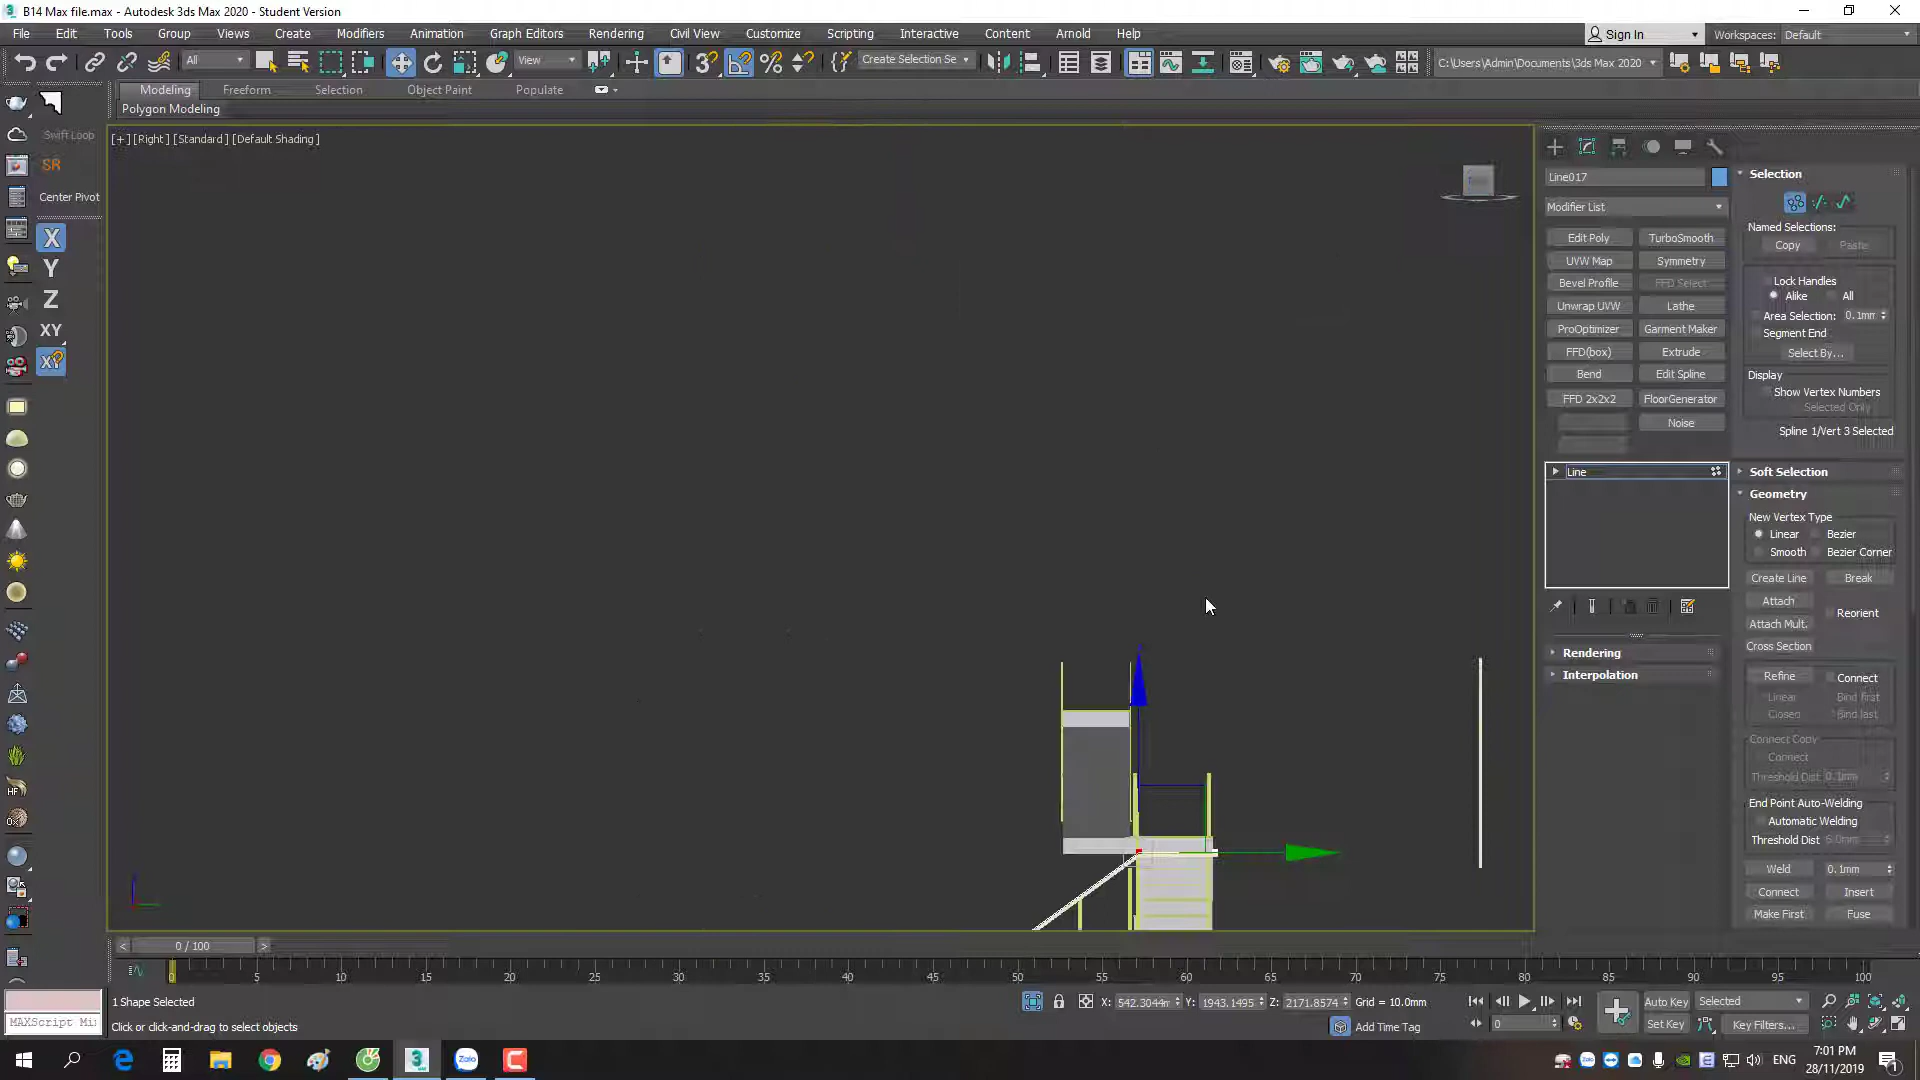 B14 Max file.max - Autodesk 3ds Max 2020 - Student Version
File Edit Tools Group Views Create Modifiers Animation Graph Editors Rendering Civil View Customize Scripting Interactive Content Arnold Help
Sign In Workspaces: Default
All View Create Selection Se C:\Users\Admin\Documents\3ds Max 2020
Modeling Freeform Selection Object Paint Populate
Polygon Modeling
Swift Loop
SR
Center Pivot
X
Y
Z
XY
XY
HF
[+] [Right] [Standard] [Default Shading]
Line017
Modifier List
Edit Poly TurboSmooth
UVW Map Symmetry
Bevel Profile FFD Select
Unwrap UVW Lathe
ProOptimizer Garment Maker
FFD(box) Extrude
Bend Edit Spline
FFD 2x2x2 FloorGenerator
Noise
Line
Rendering
Interpolation
Selection
Named Selections:
Copy Paste
Lock Handles
Alike All
Area Selection: 0.1mm
Segment End
Select By...
Display
Show Vertex Numbers
Selected Only
Spline 1/Vert 3 Selected
Soft Selection
Geometry
New Vertex Type
Linear Bezier
Smooth Bezier Corner
Create Line Break
Attach
Reorient
Attach Mult.
Cross Section
Refine Connect
Linear Bind first
Closed Bind last
Connect Copy
Connect
Threshold Dist 0.1mm
End Point Auto-Welding
Automatic Welding
Threshold Dist 6.0mm
Weld 0.1mm
Connect Insert
Make First Fuse
0 / 100
0 5 10 15 20 25 30 35 40 45 50 55 60 65 70 75 80 85 90 95 100
1 Shape Selected
X: 542.3044m Y: 1943.1495 Z: 2171.8574 Grid = 10.0mm
Auto Key Selected
MAXScript Mi
Click or click-and-drag to select objects
Add Time Tag
0
Set Key Key Filters...
Zalo
ENG
7:01 PM
28/11/2019
1